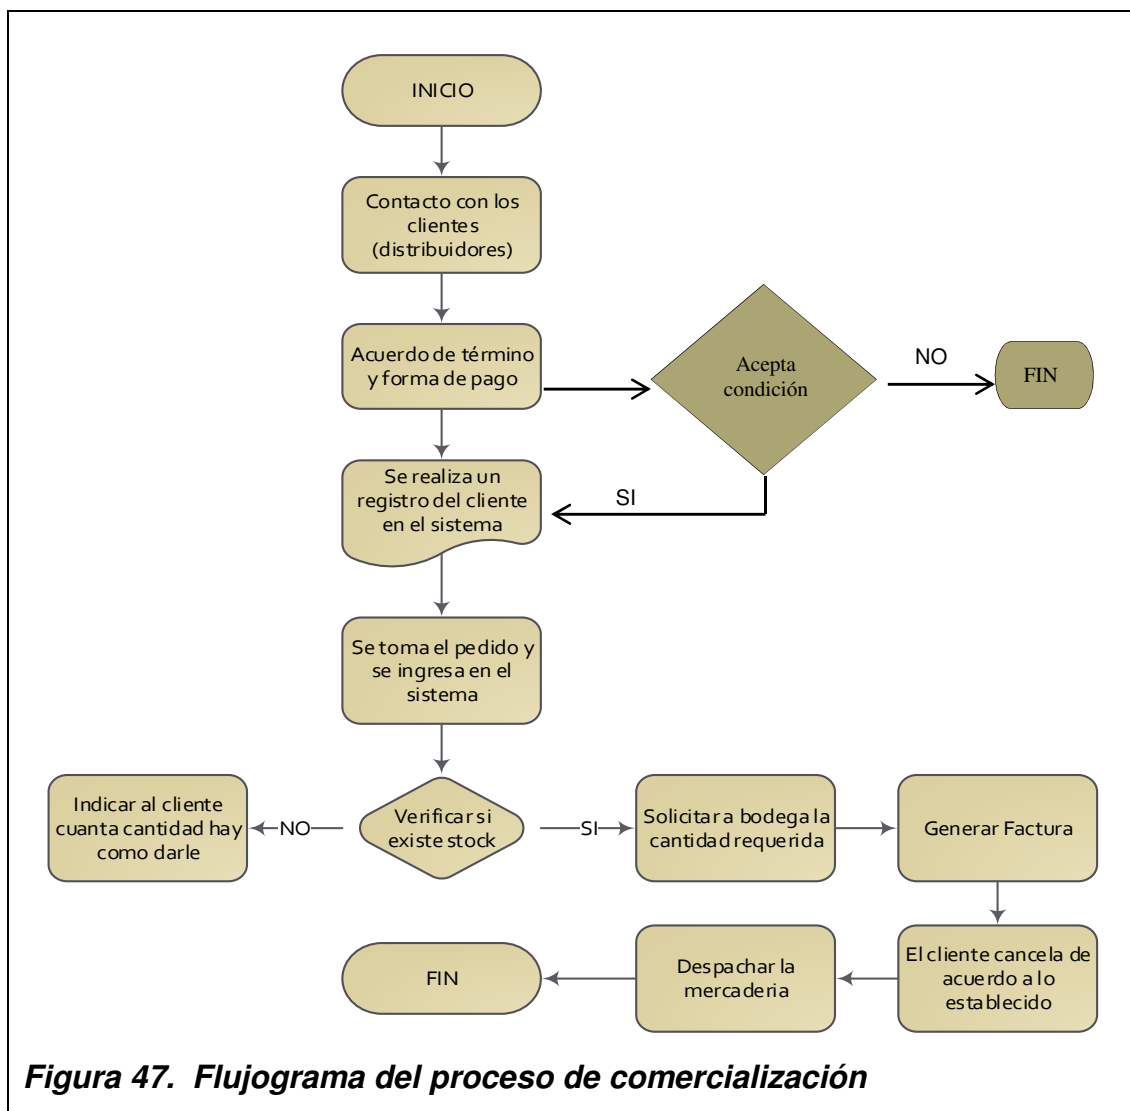 INICIO
Contacto con los
clientes
(distribuidores)
Acuerdo de término
y forma de pago
Acepta
condición
NO
FIN
Se realiza un
registro del cliente
en el sistema
SI
Se toma el pedido y
se ingresa en el
sistema
Indicar al cliente
cuanta cantidad hay
como darle
NO
Verificar si
existe stock
SI
Solicitar a bodega la
cantidad requerida
Generar Factura
El cliente cancela de
acuerdo a lo
establecido
Despachar la
mercaderia
FIN
Figura 47. Flujograma del proceso de comercialización